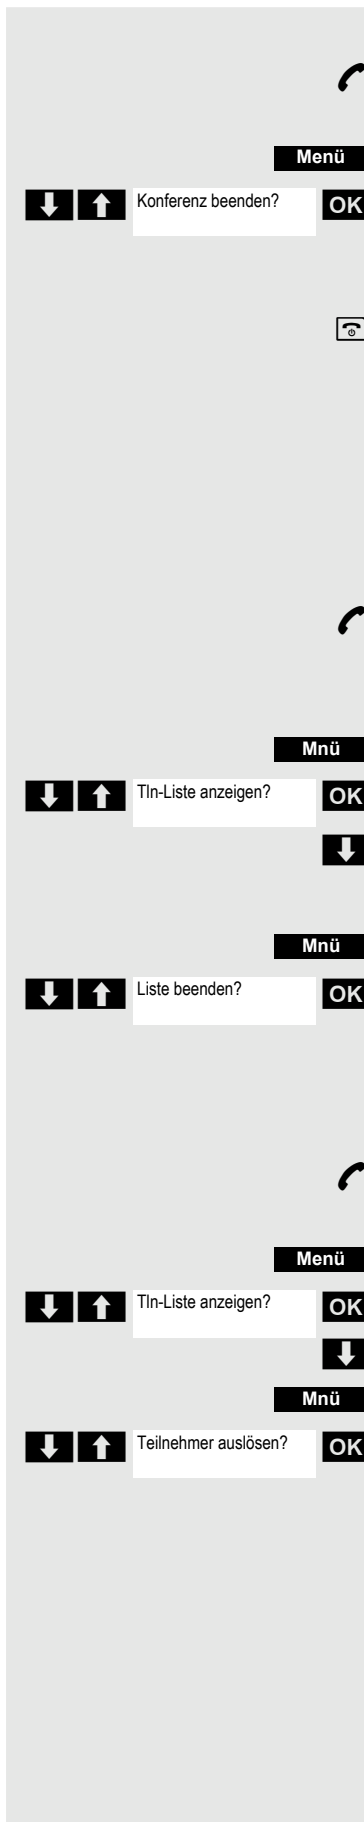 Menü
Konferenz beenden? OK
Mnü
Tln-Liste anzeigen? OK
Mnü
Liste beenden? OK
Menü
Tln-Liste anzeigen? OK
Mnü
Teilnehmer auslösen? OK